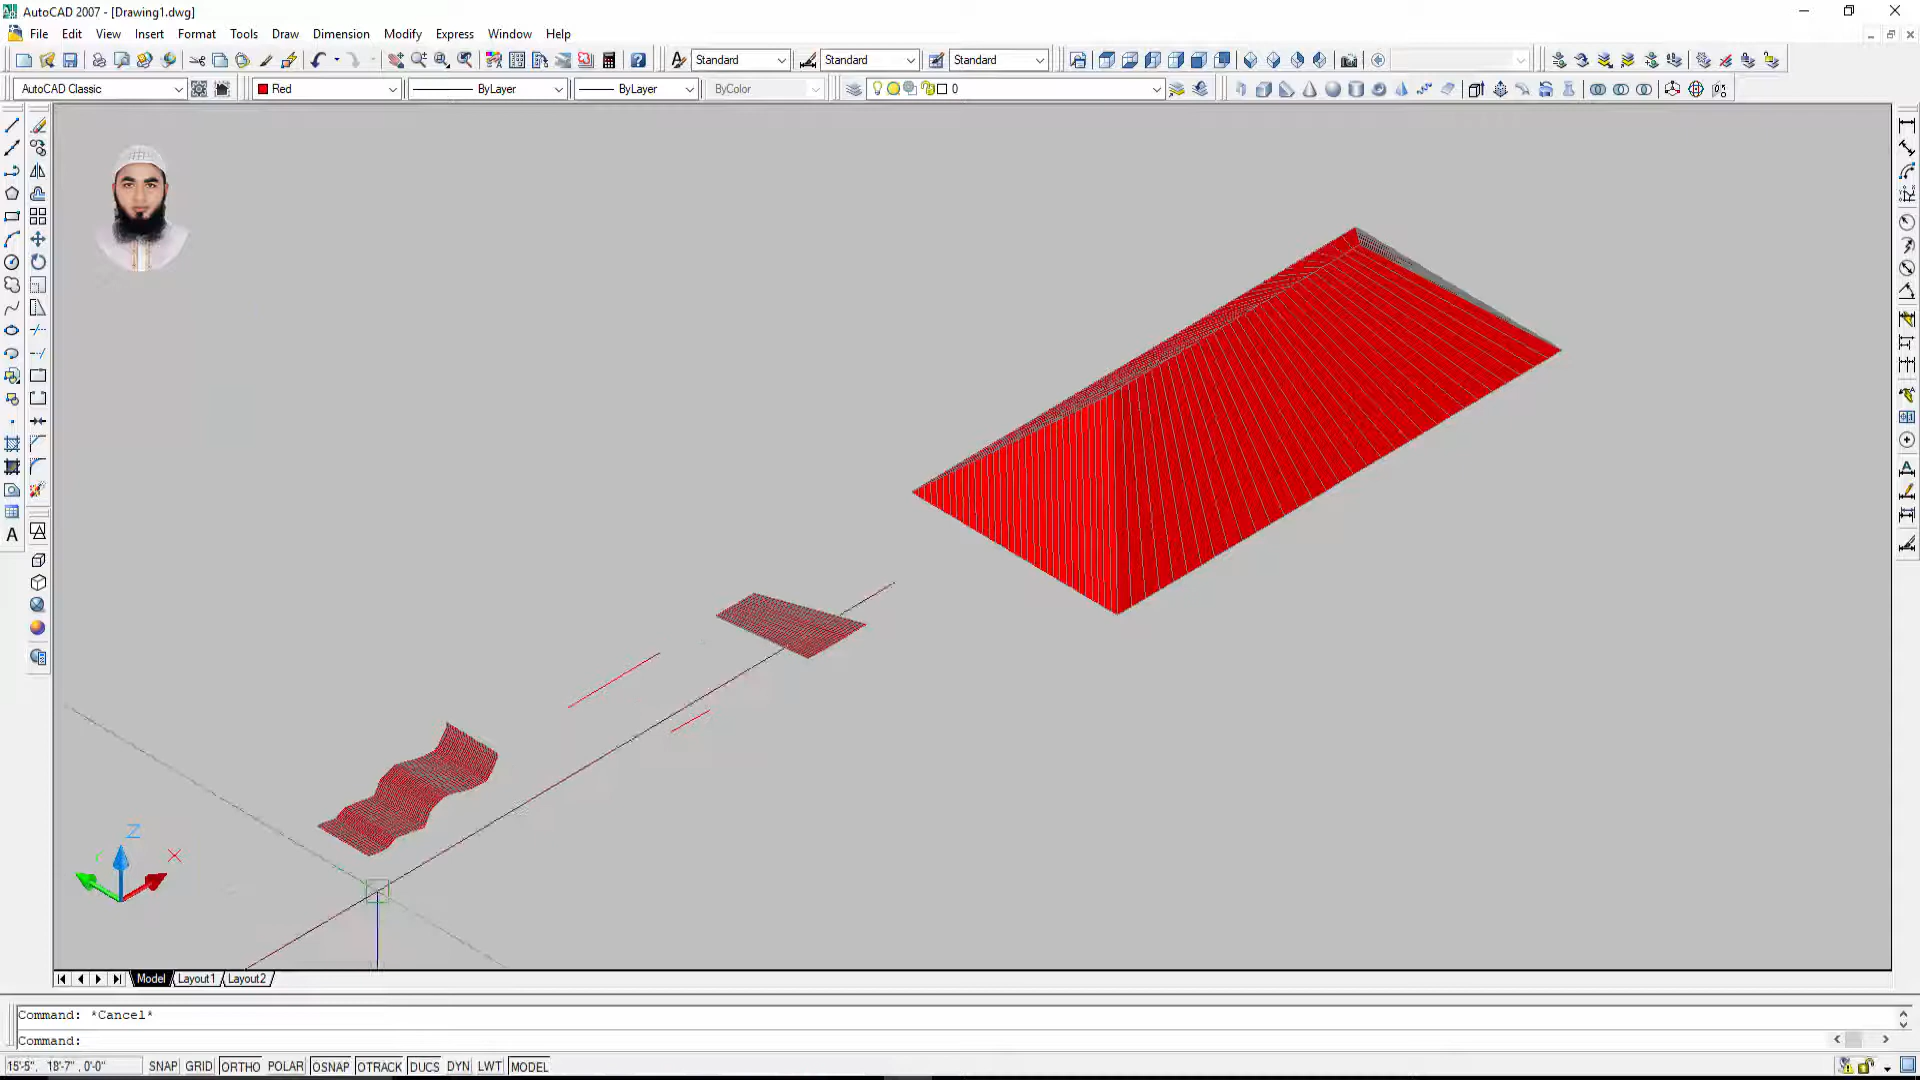 AutoCAD 2007 - [Drawing1.dwg]
File Edit View Insert Format Tools Draw Dimension Modify Express Window Help
Standard Standard Standard
AutoCAD Classic Red ByLayer ByLayer ByColor 0
Z
X
Model Layout1 Layout2
Command: *Cancel*
Command:
15'-5", 18'-7" , 0'-0" SNAP GRID ORTHO POLAR OSNAP OTRACK DUCS DYN LWT MODEL